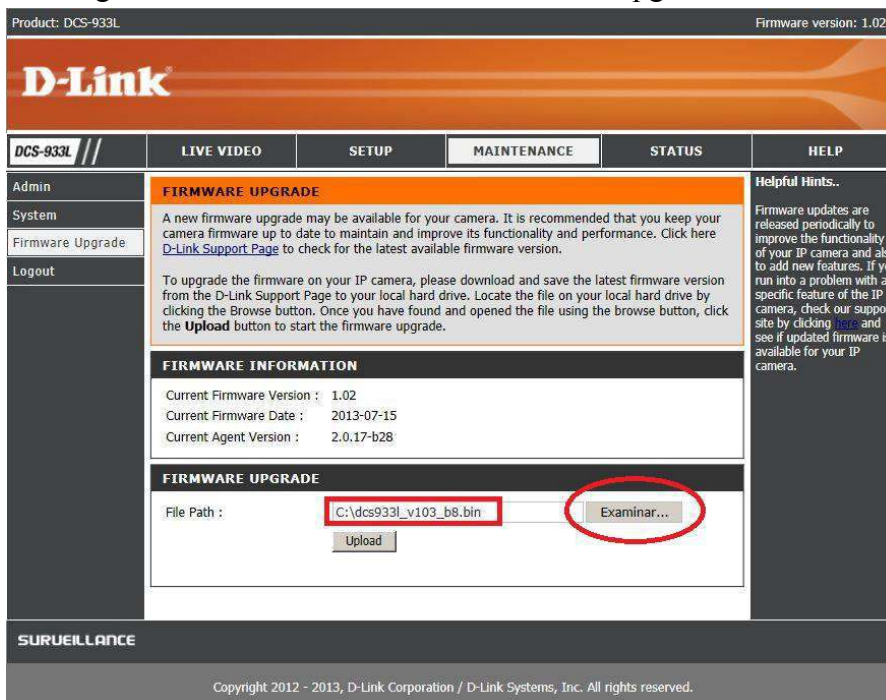 Product: DCS-933L
Firmware version: 1.02
D-Link
DCS-933L
LIVE VIDEO
SETUP
MAINTENANCE
STATUS
HELP
Admin
System
Firmware Upgrade
Logout
FIRMWARE UPGRADE
A new firmware upgrade may be available for your camera. It is recommended that you keep your
camera firmware up to date to maintain and improve its functionality and performance. Click here
D-Link Support Page to check for the latest available firmware version.
To upgrade the firmware on your IP camera, please download and save the latest firmware version
from the D-Link Support Page to your local hard drive. Locate the file on your local hard drive by
clicking the Browse button. Once you have found and opened the file using the browse button, click
the Upload button to start the firmware upgrade.
FIRMWARE INFORMATION
Current Firmware Version : 1.02
Current Firmware Date : 2013-07-15
Current Agent Version : 2.0.17-b28
FIRMWARE UPGRADE
File Path : C:\dcs933l_v103_b8.bin Examinar...
Upload
Helpful Hints..
Firmware updates are
released periodically to
improve the functionality
of your IP camera and
to add new features. If
run into a problem with
specific feature of the IP
camera, check our
site by clicking here and
see if updated firmware
available for your IP
camera.
SURVEILLANCE
Copyright 2012 - 2013, D-Link Corporation / D-Link Systems, Inc. All rights reserved.